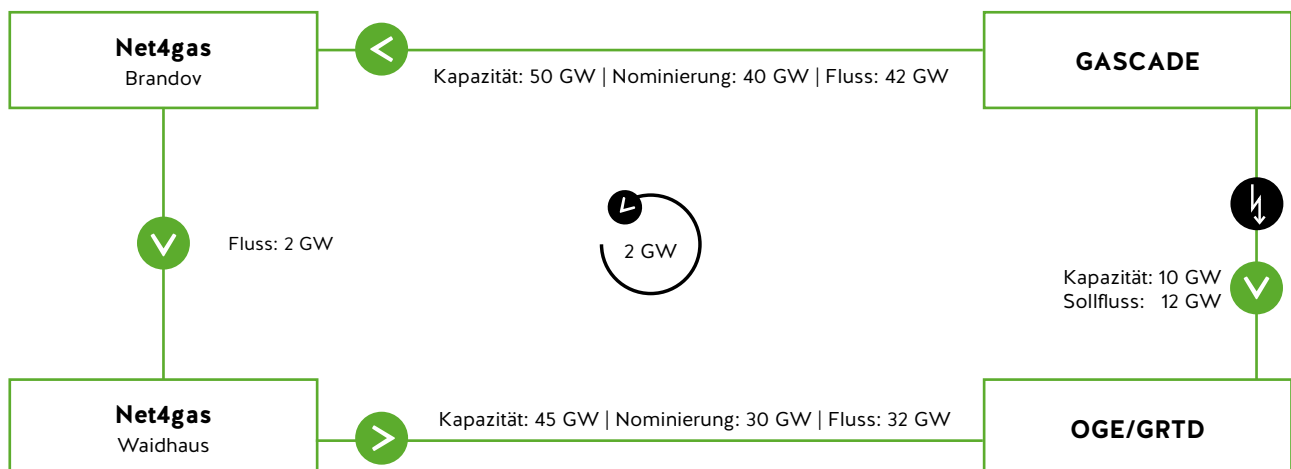 Net4gas
Brandov
Kapazität: 50 GW | Nominierung: 40 GW | Fluss: 42 GW
GASCADE
Fluss: 2 GW
2 GW
Kapazität: 10 GW
Sollfluss: 12 GW
Net4gas
Waidhaus
Kapazität: 45 GW | Nominierung: 30 GW | Fluss: 32 GW
OGE/GRTD